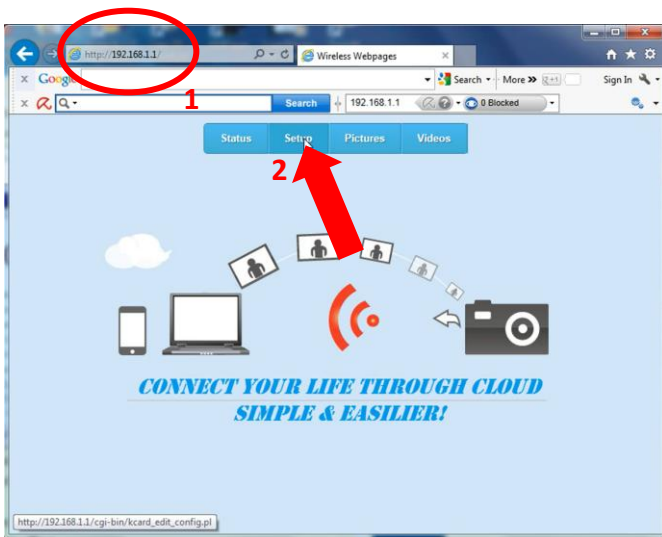 http://192.168.1.1/
Wireless Webpages
Google
Search
More »
Sign In
1
Search
192.168.1.1
0 Blocked
Status
Setup
Pictures
Videos
2
CONNECT YOUR LIFE THROUGH CLOUD
SIMPLE & EASILIER!
http://192.168.1.1/cgi-bin/kcard_edit_config.pl